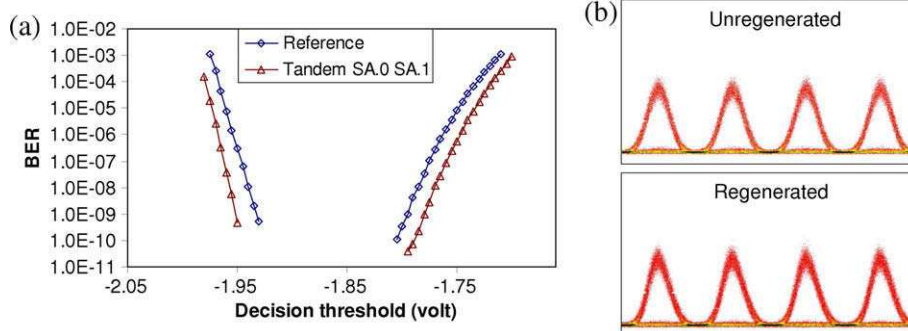 (a)
1.0E-02
1.0E-03
1.0E-04
1.0E-05
1.0E-06
1.0E-07
1.0E-08
1.0E-09
1.0E-10
1.0E-11
BER
Reference
Tandem SA.0 SA.1
-2.05 -1.95 -1.85 -1.75
Decision threshold (volt)
(b)
Unregenerated
Regenerated